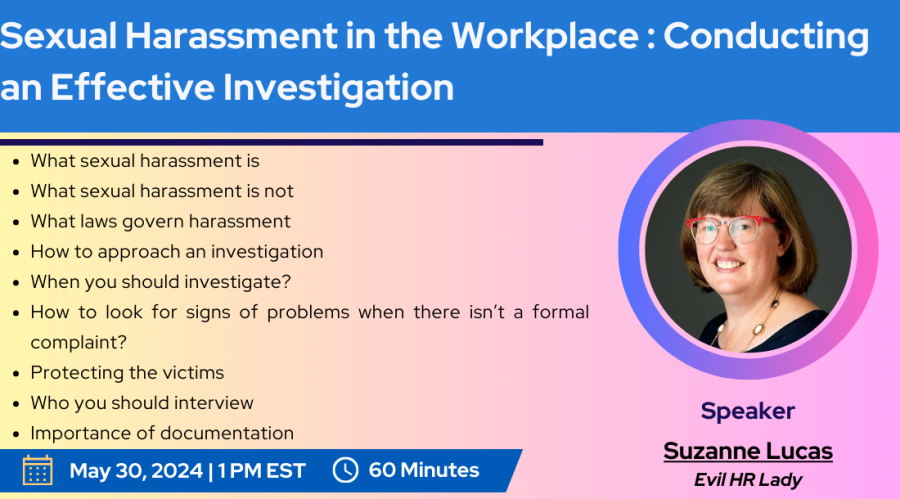 Sexual Harassment in the Workplace : Conducting
an Effective Investigation
• What sexual harassment is
• What sexual harassment is not
• What laws govern harassment
• How to approach an investigation
• When you should investigate?
• How to look for signs of problems when there isn’t a formal
complaint?
• Protecting the victims
• Who you should interview
• Importance of documentation
May 30, 2024 | 1 PM EST
60 Minutes
Speaker
Suzanne Lucas
Evil HR Lady